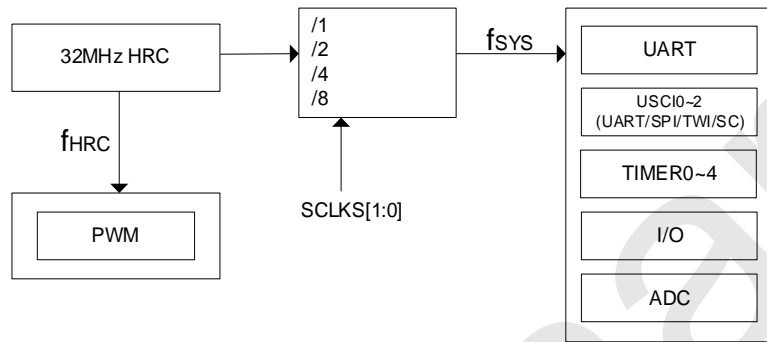 32MHz HRC
/1
/2
/4
/8
fSYS
UART
USCI0~2
(UART/SPI/TWI/SC)
fHRC
TIMER0~4
SCLKS[1:0]
PWM
I/O
ADC